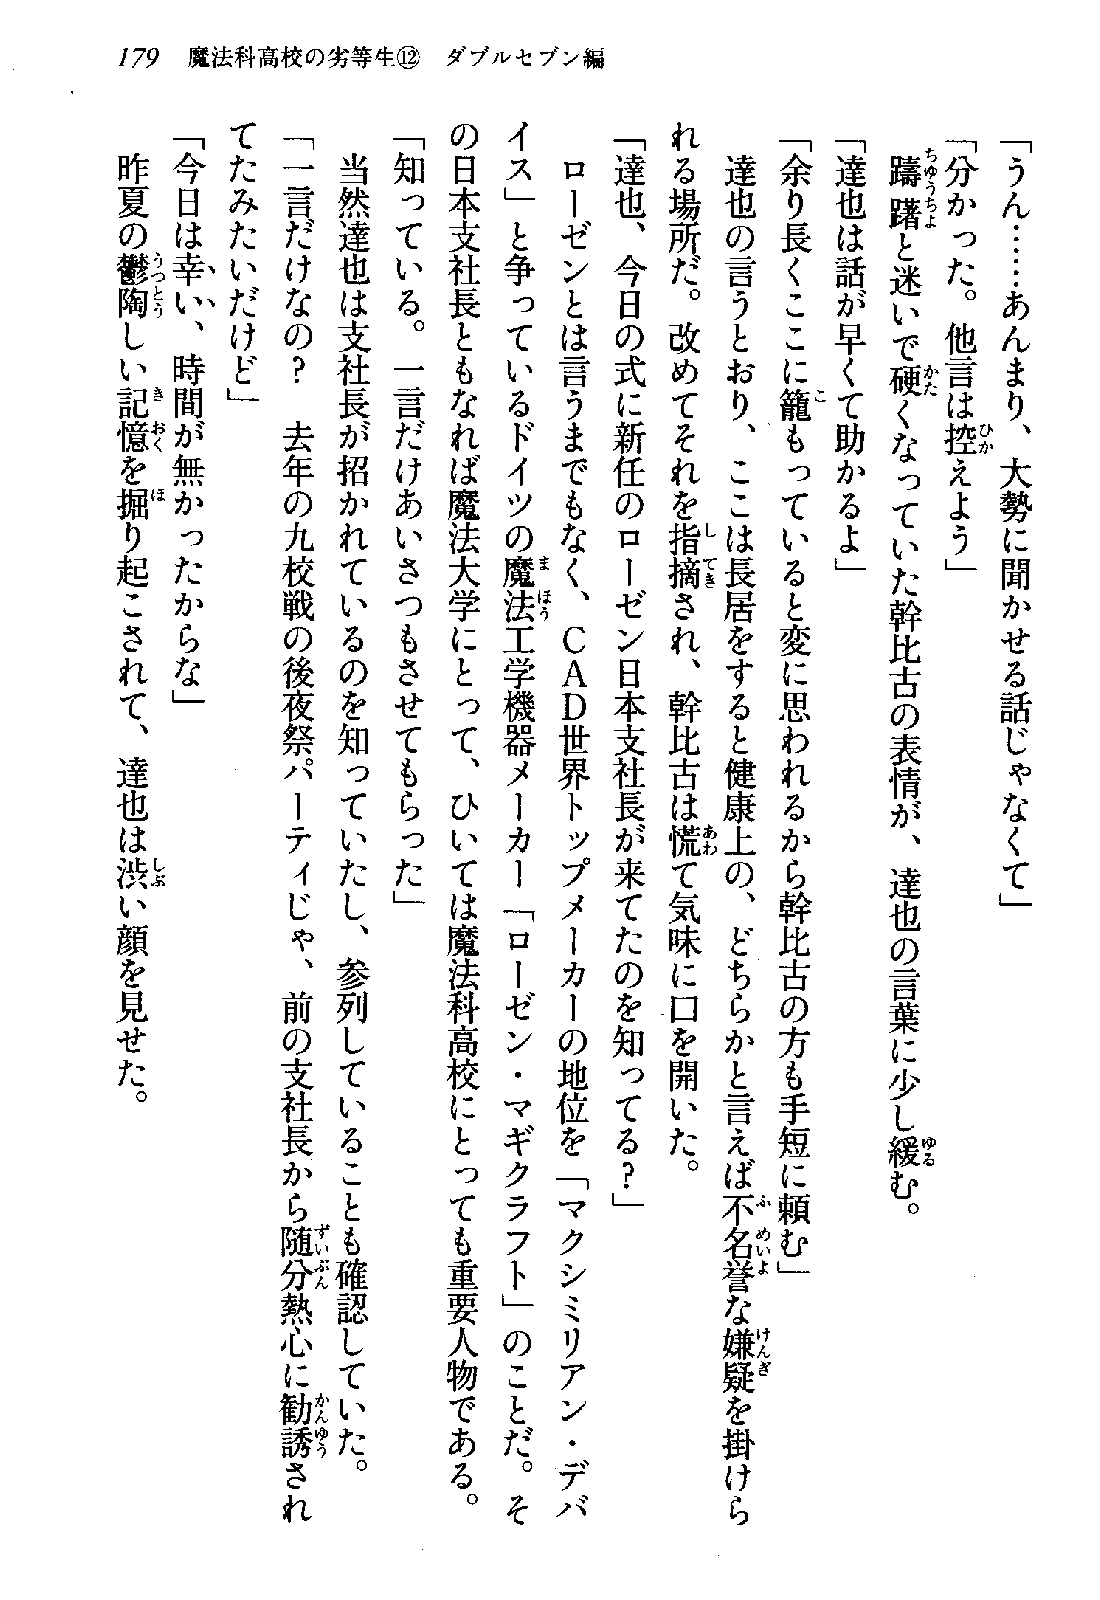 179　魔法科高校の劣等生⑫　ダブルセブン編
「うん……あんまり、大勢に聞かせる話じゃなくて」
「分かった。他言は控えよう」
　躊躇と迷いで硬くなっていた幹比古の表情が、達也の言葉に少し緩む。
「達也は話が早くて助かるよ」
「余り長くここに籠もっていると変に思われるから幹比古の方も手短に頼む」
　達也の言うとおり、ここは長居をすると健康上の、どちらかと言えば不名誉な嫌疑を掛けら
れる場所だ。改めてそれを指摘され、幹比古は慌て気味に口を開いた。
「達也、今日の式に新任のローゼン日本支社長が来てたのを知ってる？」
　ローゼンとは言うまでもなく、ＣＡＤ世界トップメーカーの地位を「マクシミリアン・デバ
イス」と争っているドイツの魔法工学機器メーカー「ローゼン・マギクラフト」のことだ。そ
の日本支社長ともなれば魔法大学にとって、ひいては魔法科高校にとっても重要人物である。
「知っている。一言だけあいさつもさせてもらった」
　当然達也は支社長が招かれているのを知っていたし、参列していることも確認していた。
「一言だけなの？　去年の九校戦の後夜祭パーティじゃ、前の支社長から随分熱心に勧誘され
てたみたいだけど」
「今日は幸い、時間が無かったからな」
　昨夏の鬱陶しい記憶を掘り起こされて、達也は渋い顔を見せた。